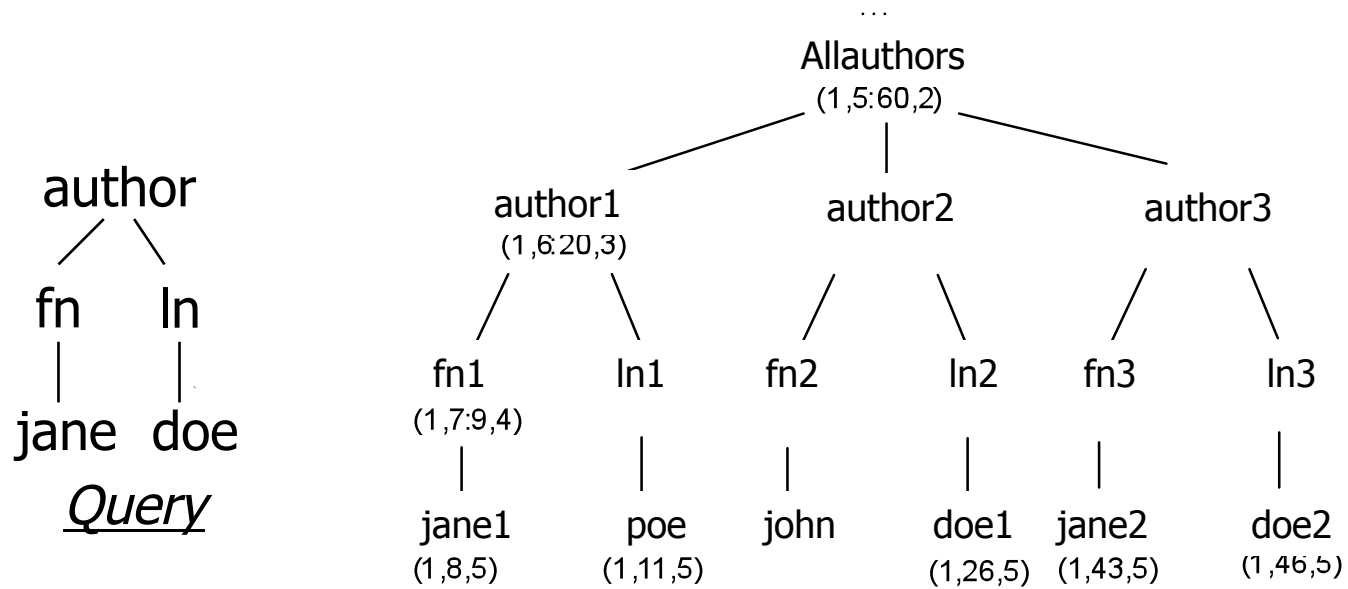 ...
Allauthors
(1,5:60,2)
author
author1 author2 author3
(1,6:20,3)
fn ln
fn1 ln1 fn2 ln2 fn3 ln3
(1,7:9,4)
jane doe
Query
jane1 poe john doe1 jane2 doe2
(1,8,5) (1,11,5) (1,26,5) (1,43,5) (1,46,5)